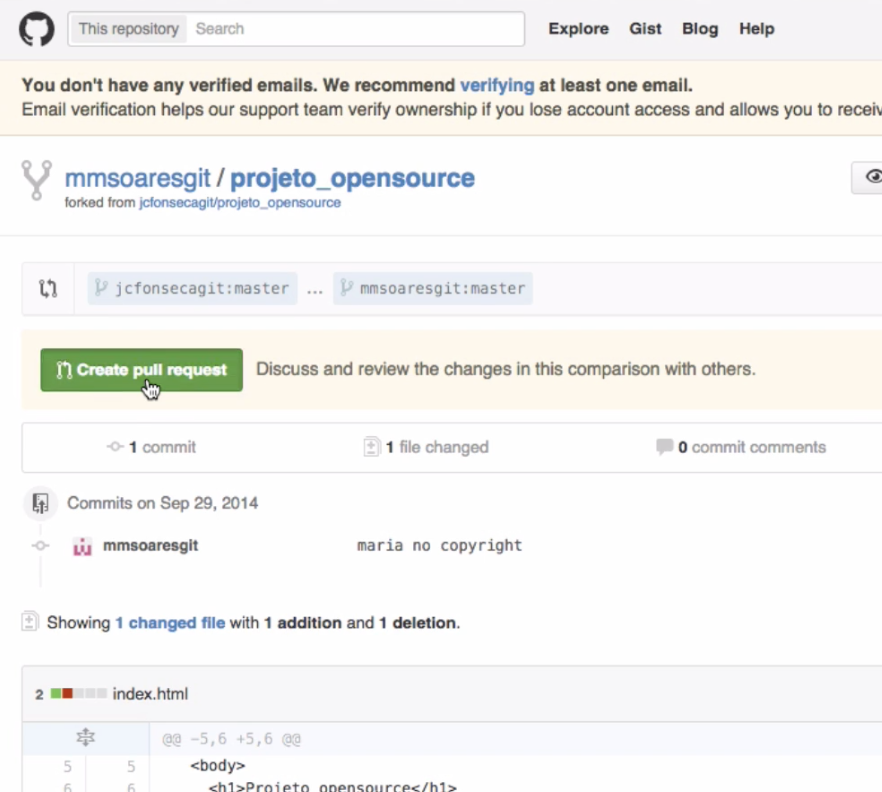 This repository Search Explore Gist Blog Help
You don't have any verified emails. We recommend verifying at least one email.
Email verification helps our support team verify ownership if you lose account access and allows you to
mmsoaresgit / projeto_opensource
forked from jcfonsecagit/projeto_opensource
jcfonsecagit:master ... mmsoaresgit:master
Create pull request Discuss and review the changes in this comparison with others.
1 commit 1 file changed 0 commit comments
Commits on Sep 29, 2014
mmsoaresgit maria no copyright
Showing 1 changed file with 1 addition and 1 deletion.
2 index.html
@@ -5,6 +5,6 @@
5 5 <body>
6 6 <h1>Projeto opensource</h1>